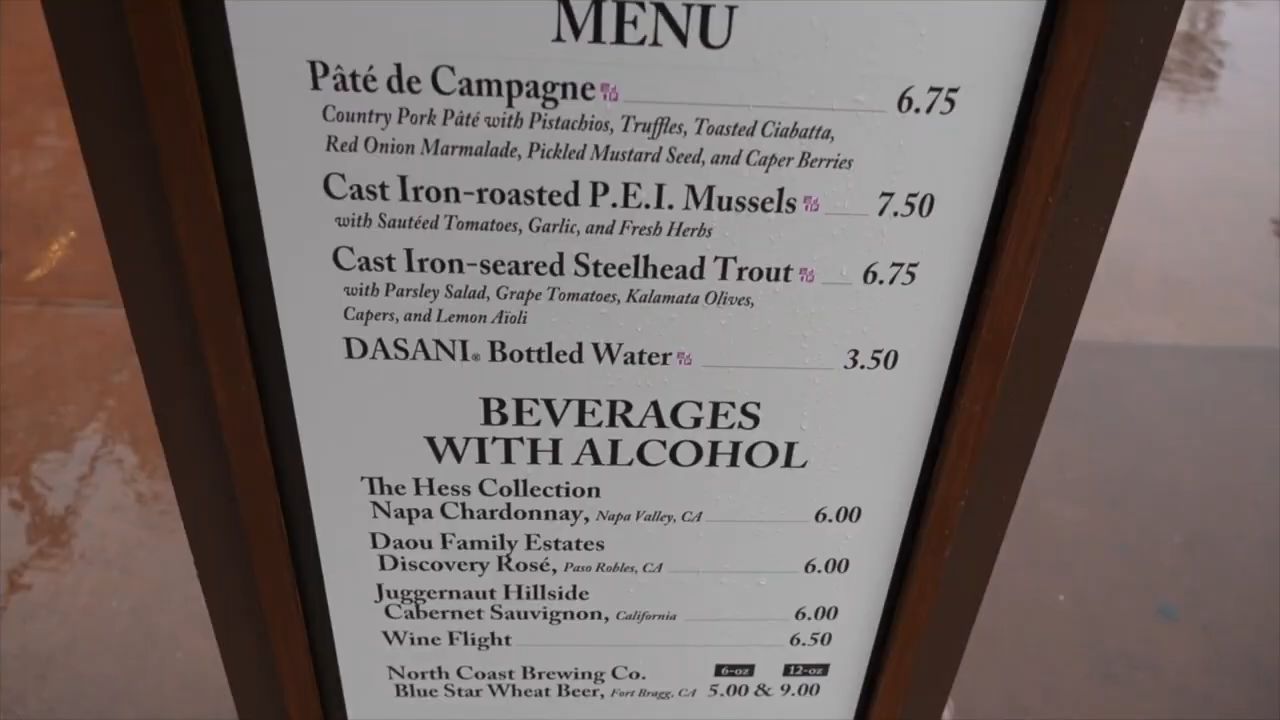 MENU
Pâté de Campagne 6.75
Country Pork Pâté with Pistachios, Truffles, Toasted Ciabatta,
Red Onion Marmalade, Pickled Mustard Seed, and Caper Berries
Cast Iron-roasted P.E.I. Mussels 7.50
with Sautéed Tomatoes, Garlic, and Fresh Herbs
Cast Iron-seared Steelhead Trout 6.75
with Parsley Salad, Grape Tomatoes, Kalamata Olives,
Capers, and Lemon Aïoli
DASANI® Bottled Water 3.50
BEVERAGES
WITH ALCOHOL
The Hess Collection
Napa Chardonnay, Napa Valley, CA 6.00
Daou Family Estates
Discovery Rosé, Paso Robles, CA 6.00
Juggernaut Hillside
Cabernet Sauvignon, California 6.00
Wine Flight 6.50
North Coast Brewing Co. 6-oz 12-oz
Blue Star Wheat Beer, Fort Bragg, CA 5.00 & 9.00